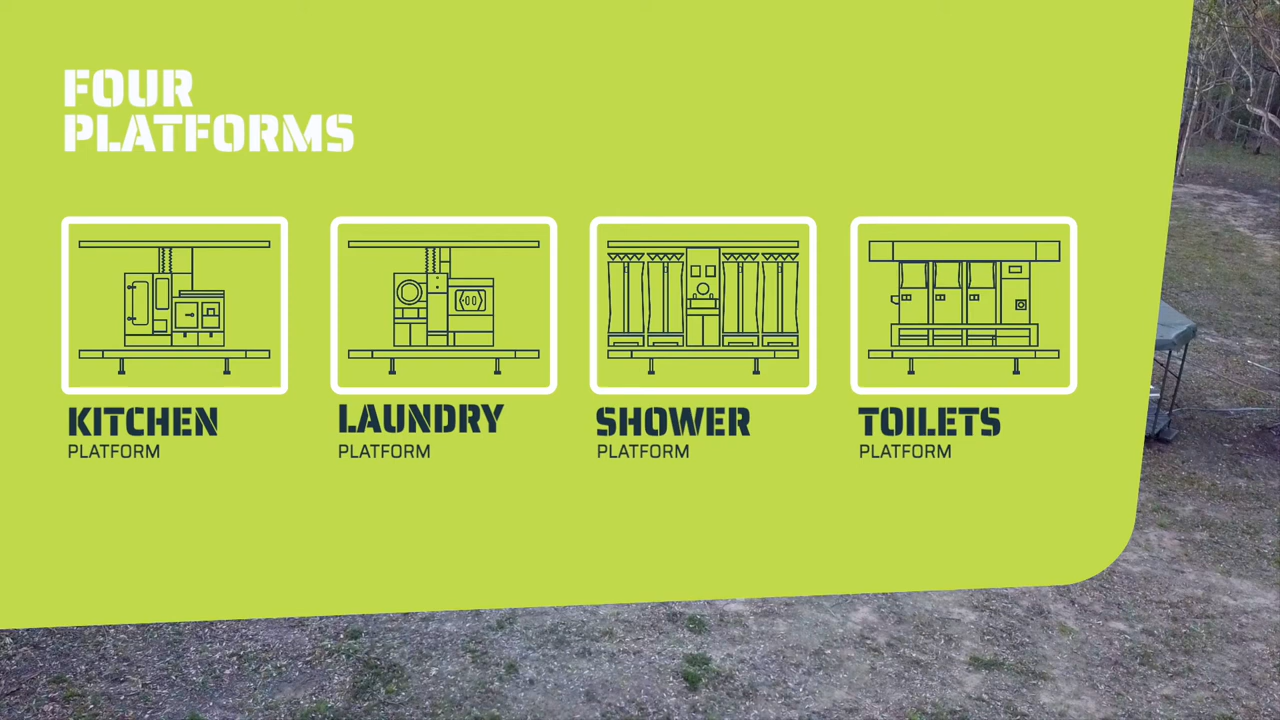 FOUR
PLATFORMS
KITCHEN
PLATFORM
LAUNDRY
PLATFORM
SHOWER
PLATFORM
TOILETS
PLATFORM